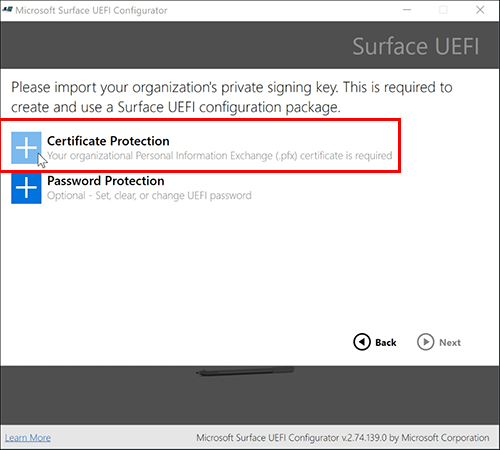 Microsoft Surface UEFI Configurator
Surface UEFI
Please import your organization's private signing key. This is required to
create and use a Surface UEFI configuration package.
Certificate Protection
Your organizational Personal Information Exchange (.pfx) certificate is required
Password Protection
Optional - Set, clear, or change UEFI password
Back
Next
Learn More
Microsoft Surface UEFI Configurator v.2.74.139.0 by Microsoft Corporation